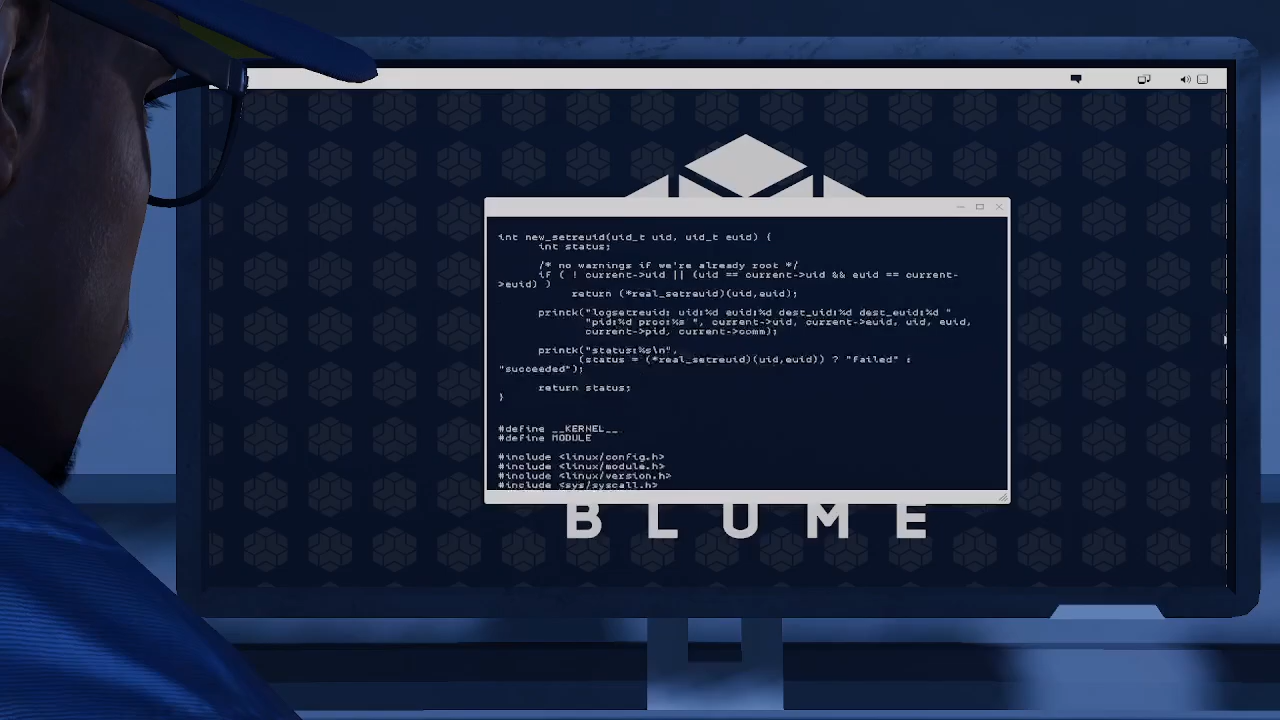 int new_setreuid(uid_t uid, uid_t euid) {
int status;
/* no warnings if we're already root */
if ( ! current->uid || (uid == current->uid && euid == current-
>euid) )
return (*real_setreuid)(uid,euid);
printk("logsetreuid: uid:%d euid:%d dest_uid:%d dest_euid:%d "
"pid:%d proc:%s ", current->uid, current->euid, uid, euid,
current->pid, current->comm);
printk("status:%s\n",
(status = (*real_setreuid)(uid,euid)) ? "failed" :
"succeeded");
return status;
}
#define __KERNEL__
#define MODULE
#include <linux/config.h>
#include <linux/module.h>
#include <linux/version.h>
#include <sys/syscall.h>
BLUME